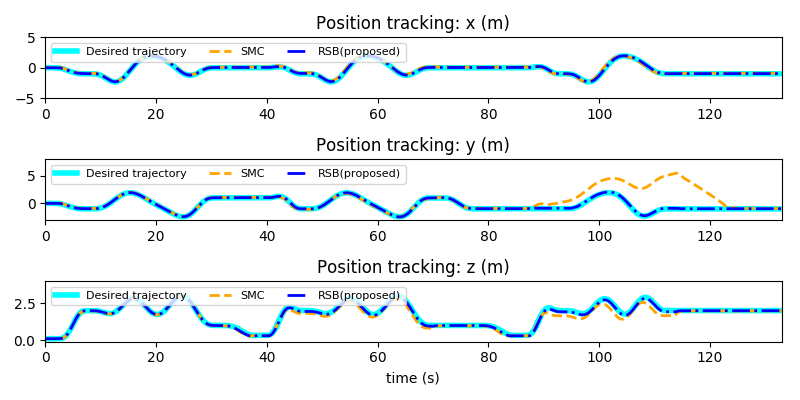 Position tracking: x (m)
5
0
−5
Desired trajectory SMC RSB(proposed)
0 20 40 60 80 100 120
Position tracking: y (m)
5
0
Desired trajectory SMC RSB(proposed)
0 20 40 60 80 100 120
Position tracking: z (m)
2.5
0.0
Desired trajectory SMC RSB(proposed)
0 20 40 60 80 100 120
time (s)